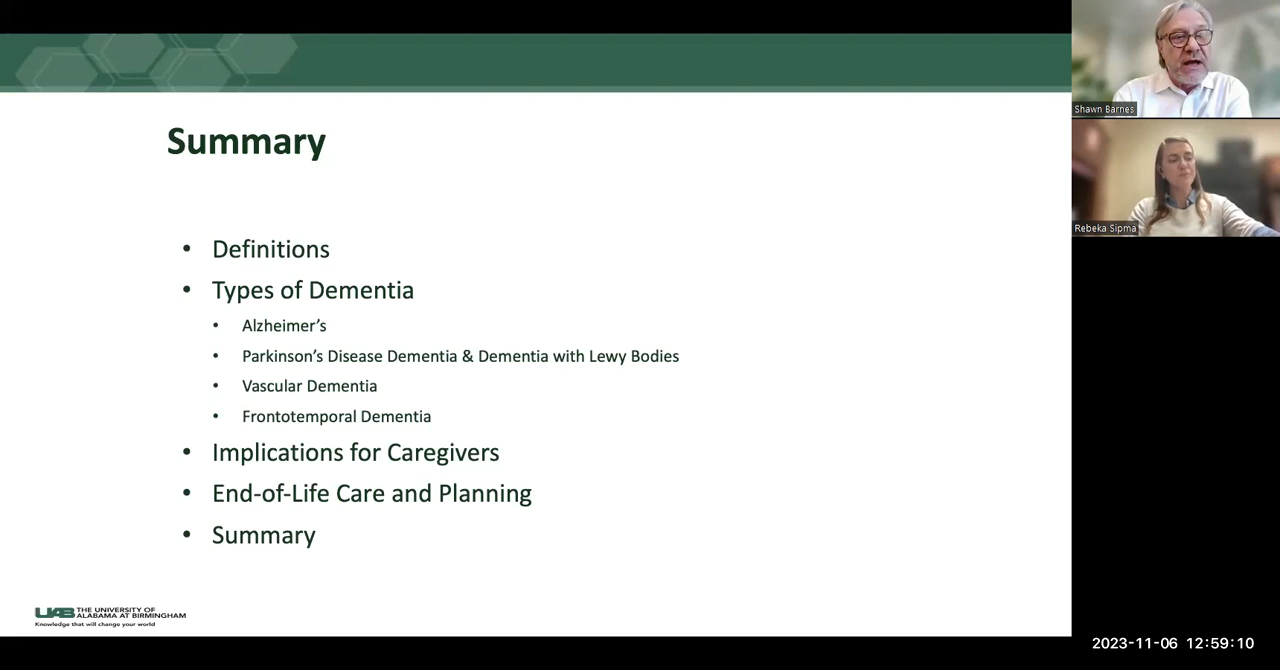 Summary
• Definitions
• Types of Dementia
• Alzheimer’s
• Parkinson’s Disease Dementia & Dementia with Lewy Bodies
• Vascular Dementia
• Frontotemporal Dementia
• Implications for Caregivers
• End-of-Life Care and Planning
• Summary
UAB THE UNIVERSITY OF
ALABAMA AT BIRMINGHAM
Knowledge that will change your world
Shawn Barnes
Rebeka Sipma
2023-11-06 12:59:10